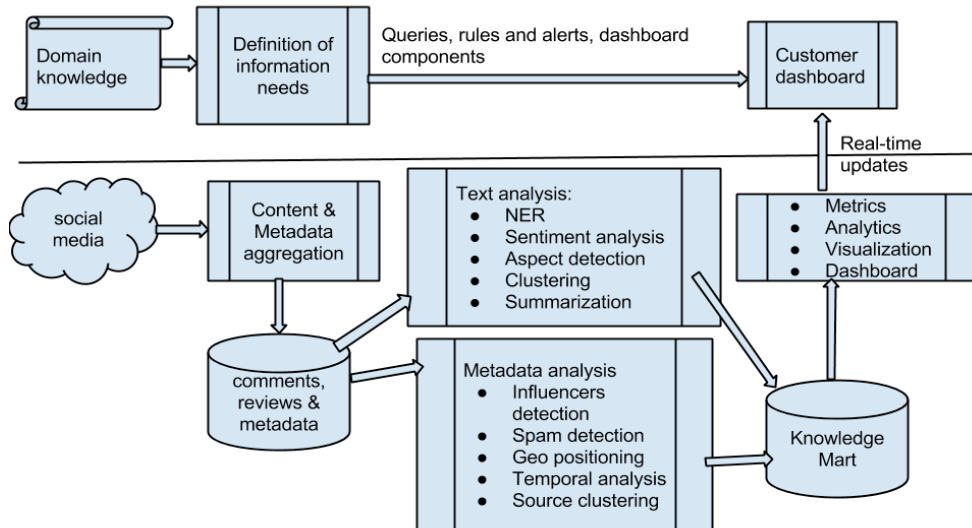 Domain
knowledge
Definition of
information
needs
Queries, rules and alerts, dashboard
components
Customer
dashboard
Real-time
updates
social
media
Content &
Metadata
aggregation
Text analysis:
● NER
● Sentiment analysis
● Aspect detection
● Clustering
● Summarization
● Metrics
● Analytics
● Visualization
● Dashboard
comments,
reviews &
metadata
Metadata analysis
● Influencers
detection
● Spam detection
● Geo positioning
● Temporal analysis
● Source clustering
Knowledge
Mart